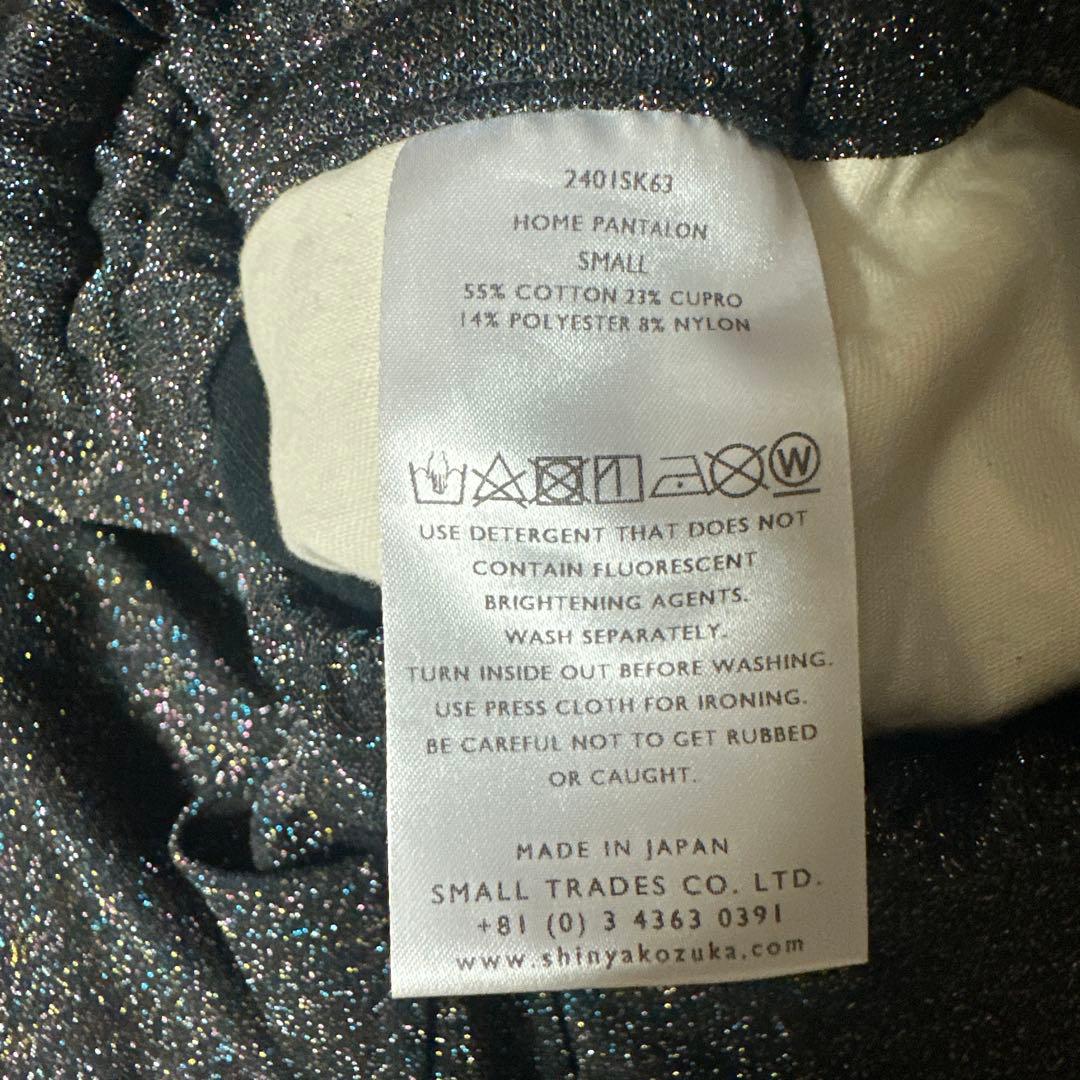 2401SK63
HOME PANTALON
SMALL
55% COTTON 23% CUPRO
14% POLYESTER 8% NYLON
W
USE DETERGENT THAT DOES NOT
CONTAIN FLUORESCENT
BRIGHTENING AGENTS.
WASH SEPARATELY.
TURN INSIDE OUT BEFORE WASHING.
USE PRESS CLOTH FOR IRONING.
BE CAREFUL NOT TO GET RUBBED
OR CAUGHT.
MADE IN JAPAN
SMALL TRADES CO. LTD.
+81 (0) 3 4363 0391
www.shinyakozuka.com